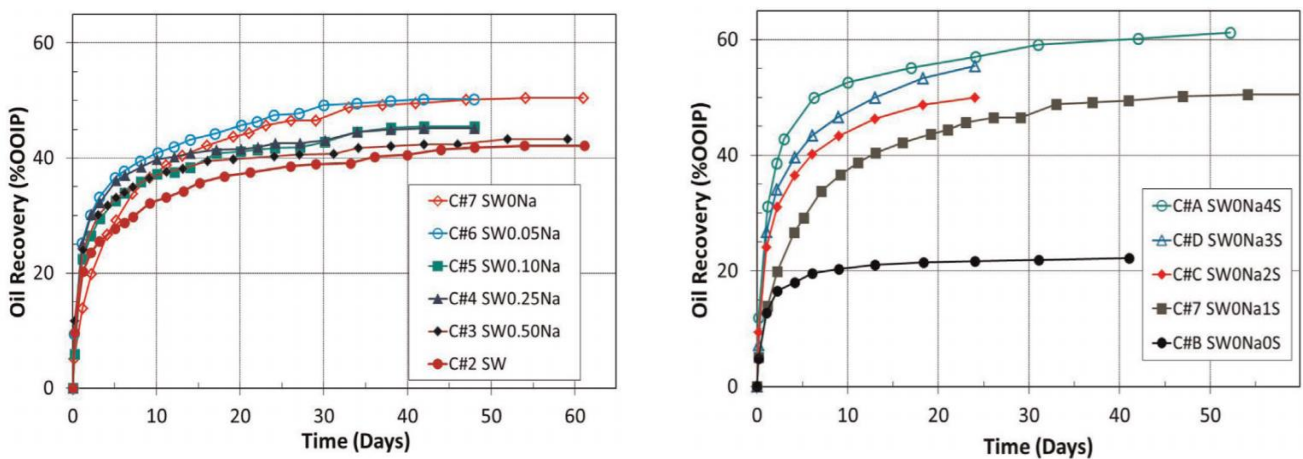 Oil Recovery (%OOIP)
60
40
20
0
0
10
20
30
40
50
60
Time (Days)
C#7 SW0Na
C#6 SW0.05Na
C#5 SW0.10Na
C#4 SW0.25Na
C#3 SW0.50Na
C#2 SW
Oil Recovery (%OOIP)
60
40
20
0
0
10
20
30
40
50
Time (Days)
C#A SW0Na4S
C#D SW0Na3S
C#C SW0Na2S
C#7 SW0Na1S
C#B SW0Na0S